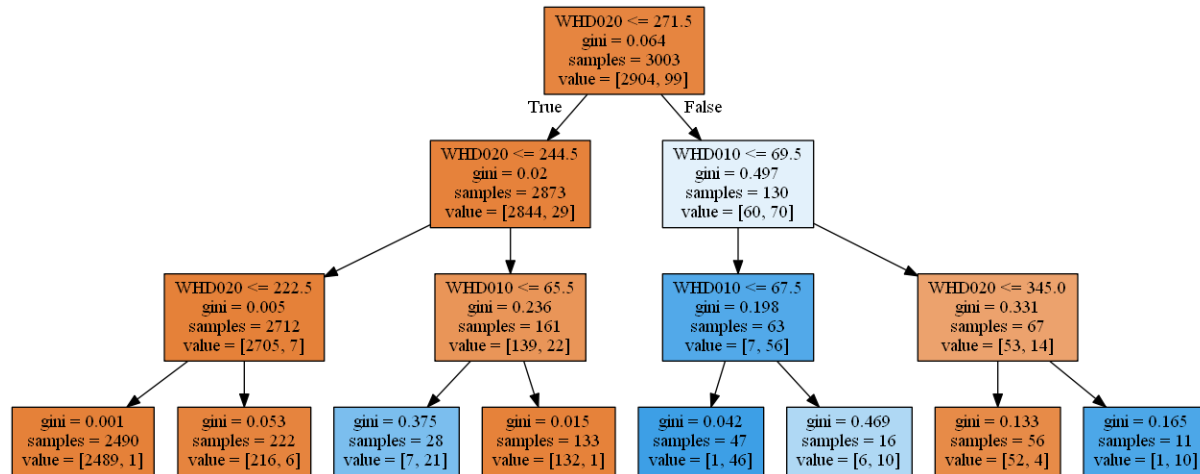 WHD020 <= 271.5
gini = 0.064
samples = 3003
value = [2904, 99]
True
False
WHD020 <= 244.5
gini = 0.02
samples = 2873
value = [2844, 29]
WHD010 <= 69.5
gini = 0.497
samples = 130
value = [60, 70]
WHD020 <= 222.5
gini = 0.005
samples = 2712
value = [2705, 7]
WHD010 <= 65.5
gini = 0.236
samples = 161
value = [139, 22]
WHD010 <= 67.5
gini = 0.198
samples = 63
value = [7, 56]
WHD020 <= 345.0
gini = 0.331
samples = 67
value = [53, 14]
gini = 0.001
samples = 2490
value = [2489, 1]
gini = 0.053
samples = 222
value = [216, 6]
gini = 0.375
samples = 28
value = [7, 21]
gini = 0.015
samples = 133
value = [132, 1]
gini = 0.042
samples = 47
value = [1, 46]
gini = 0.469
samples = 16
value = [6, 10]
gini = 0.133
samples = 56
value = [52, 4]
gini = 0.165
samples = 11
value = [1, 10]